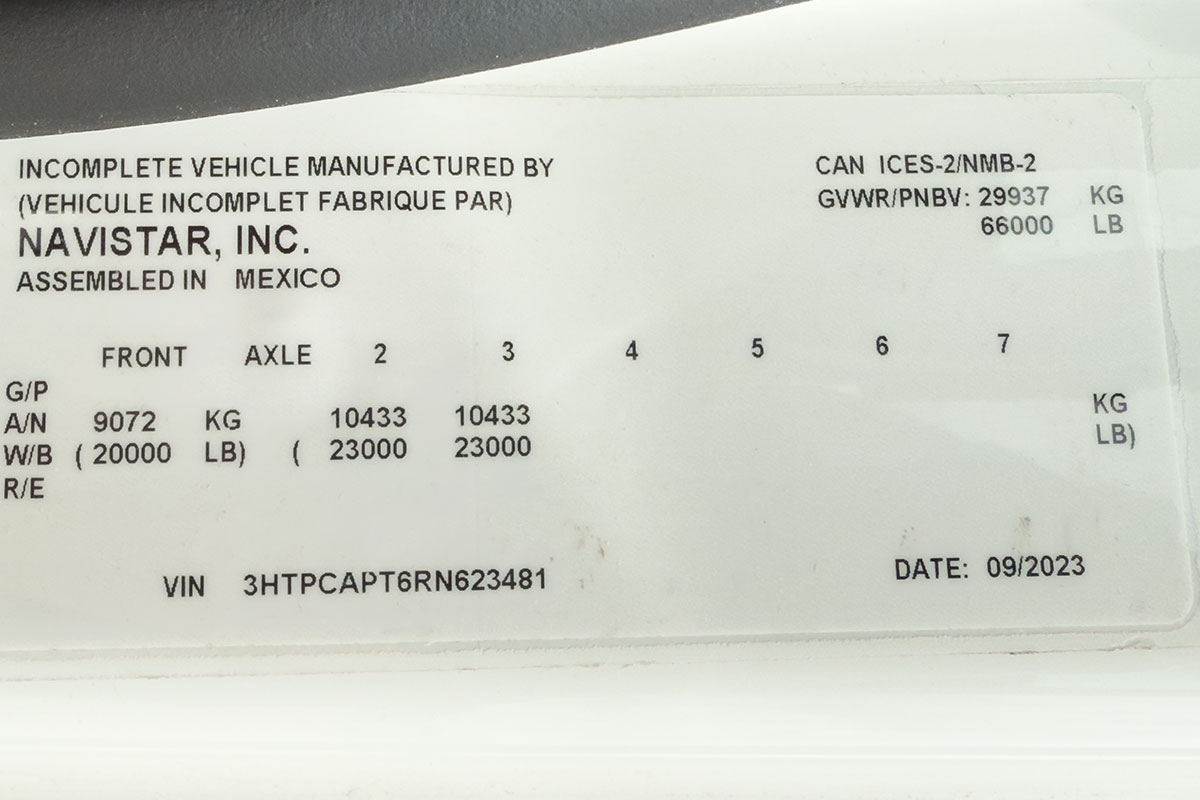 INCOMPLETE VEHICLE MANUFACTURED BY
(VEHICULE INCOMPLET FABRIQUE PAR)
NAVISTAR, INC.
ASSEMBLED IN MEXICO
CAN ICES-2/NMB-2
GVWR/PNBV: 29937 KG
66000 LB
FRONT AXLE 2 3 4 5 6 7
G/P
A/N 9072 KG 10433 10433 KG
W/B ( 20000 LB) ( 23000 23000 LB)
R/E
VIN 3HTPCAPT6RN623481
DATE: 09/2023